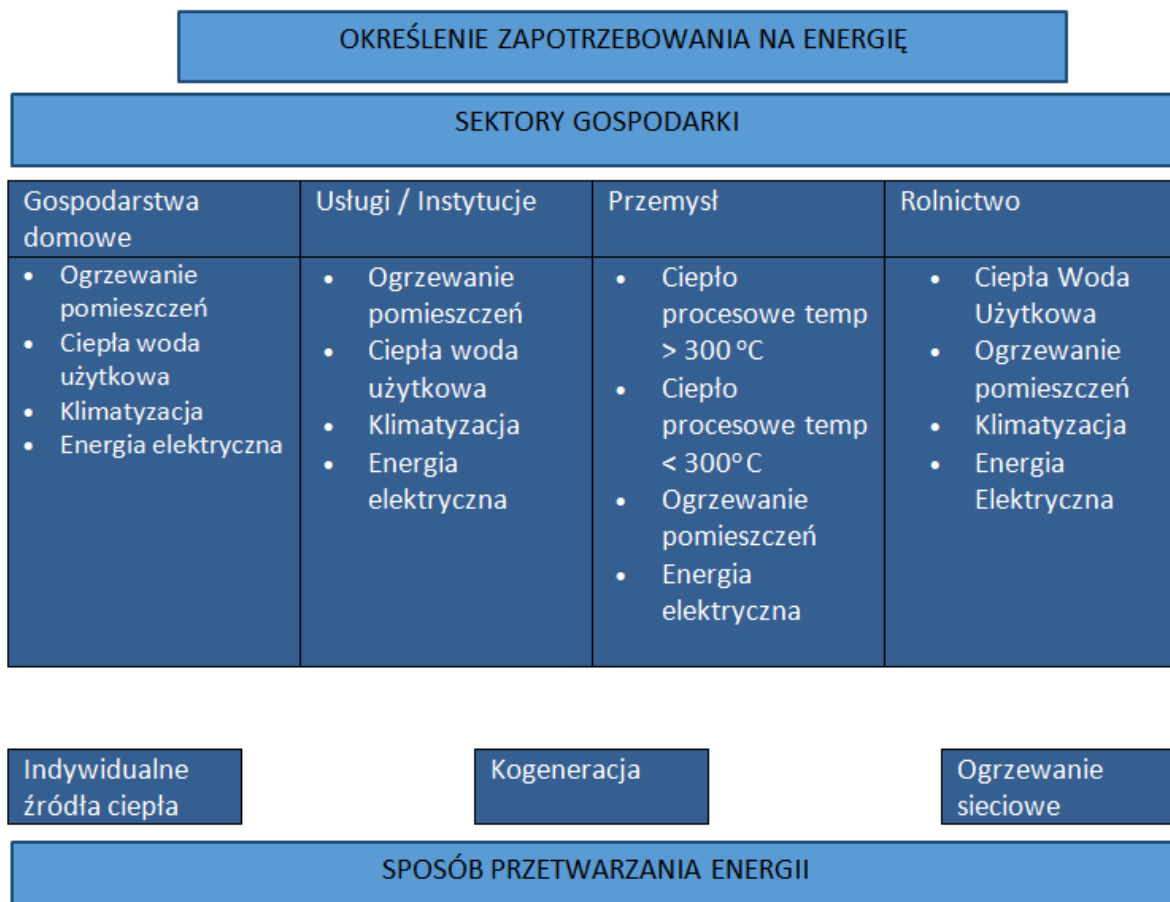 OKREŚLENIE ZAPOTRZEBOWANIA NA ENERGIĘ
SEKTORY GOSPODARKI
Gospodarstwa
domowe
• Ogrzewanie
pomieszczeń
• Ciepła woda
użytkowa
• Klimatyzacja
• Energia elektryczna
Usługi / Instytucje
• Ogrzewanie
pomieszczeń
• Ciepła woda
użytkowa
• Klimatyzacja
• Energia
elektryczna
Przemysł
• Ciepło
procesowe temp
> 300 °C
• Ciepło
procesowe temp
< 300°C
• Ogrzewanie
pomieszczeń
• Energia
elektryczna
Rolnictwo
• Ciepła Woda
Użytkowa
• Ogrzewanie
pomieszczeń
• Klimatyzacja
• Energia
Elektryczna
Indywidualne
źródła ciepła
Kogeneracja
Ogrzewanie
sieciowe
SPOSÓB PRZETWARZANIA ENERGII